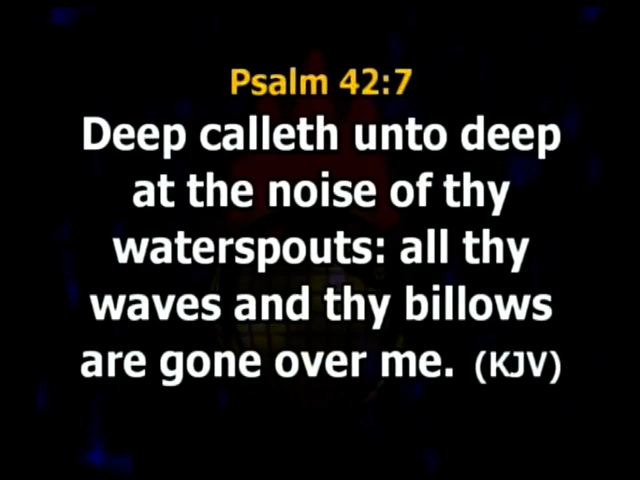 Psalm 42:7
Deep calleth unto deep
at the noise of thy
waterspouts: all thy
waves and thy billows
are gone over me. (KJV)